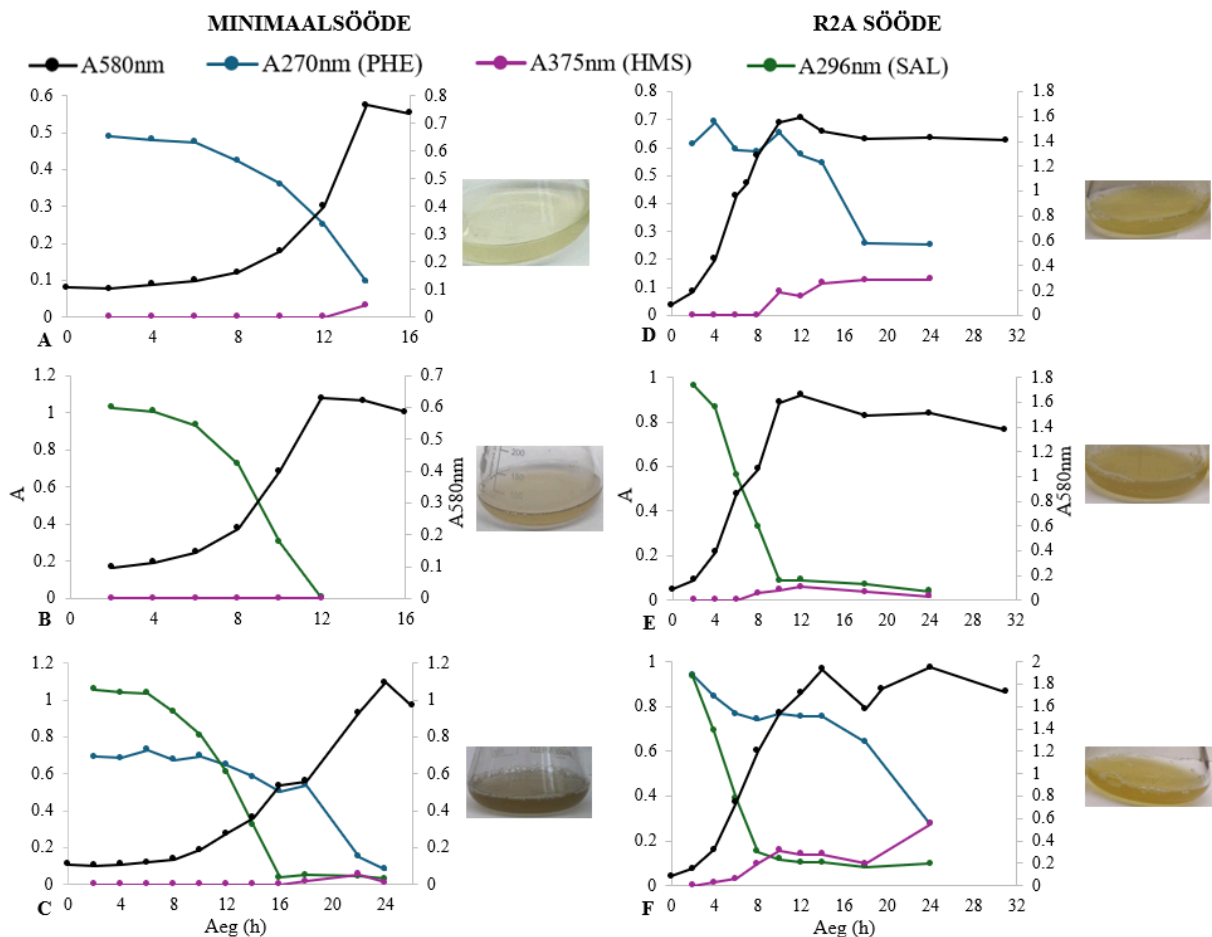 MINIMAALSÖÖDE R2A SÖÖDE
A580nm A270nm (PHE) A375nm (HMS) A296nm (SAL)
0.6 0.8 0.8 1.8
0.7 0.7 1.6
0.5 0.6 0.6 1.4
0.4 0.5 0.5 1.2
0.3 0.4 0.4 1
0.2 0.3 0.3 0.8
0.1 0.2 0.2 0.6
0 0.1 0.1 0.4
0 0 0.2
0
0 4 8 12 16 0 4 8 12 16 20 24 28 32
A D
1.2 0.7 1 1.8
1 0.6 0.8 1.6
0.8 0.5 0.6 1.4
0.6 0.4 0.4 1.2
0.4 0.3 0.2 1
0.2 0.2 0 0.8
0 0.1 0.6
0 0.4
0.2
0
A A580nm A A580nm
200
150
0 4 8 12 16 0 4 8 12 16 20 24 28 32
B E
1.2 1.2 1 2
1 1 0.8 1.8
0.8 0.8 0.6 1.6
0.6 0.6 0.4 1.4
0.4 0.4 0.2 1.2
0.2 0.2 0 1
0 0 0.8
0.6
0.4
0.2
0
0 4 8 12 16 20 24 0 4 8 12 16 20 24 28 32
C Aeg (h) F Aeg (h)